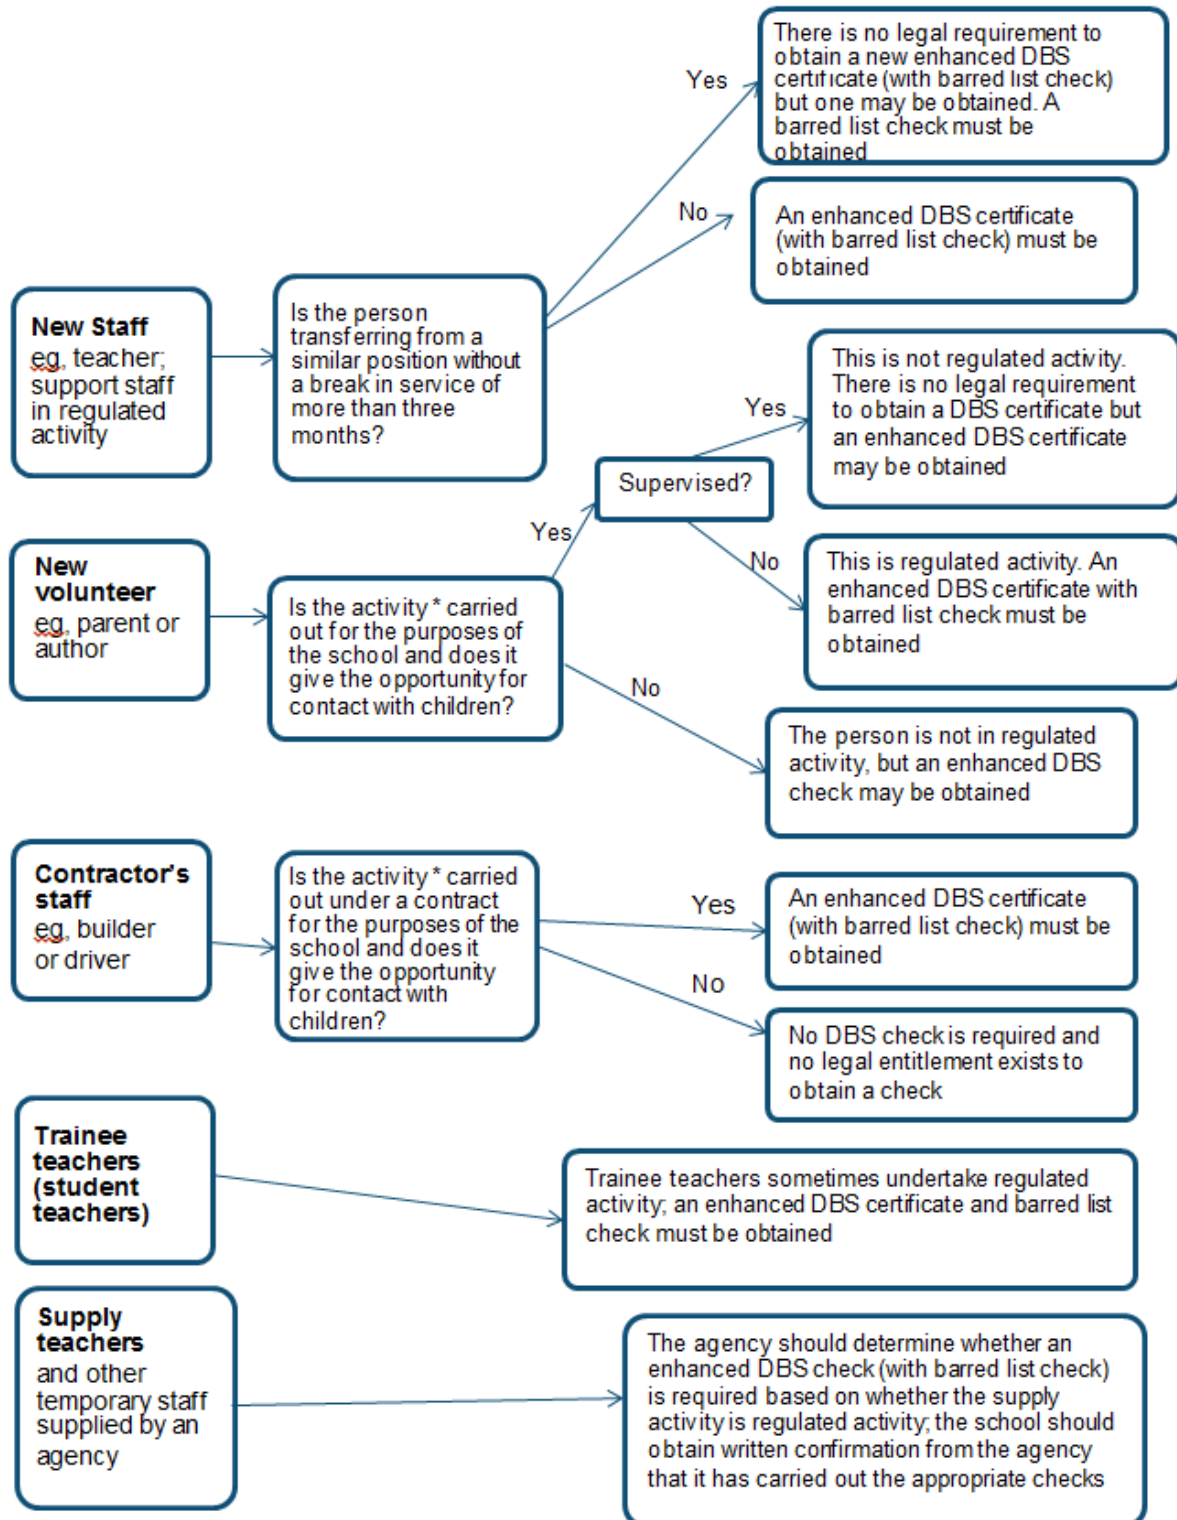 There is no legal requirement to
obtain a new enhanced DBS
certificate (with barred list check)
but one may be obtained. A
barred list check must be
obtained
Yes
No
An enhanced DBS certificate
(with barred list check) must be
obtained
New Staff
eg, teacher;
support staff
in regulated
activity
Is the person
transferring from a
similar position without
a break in service of
more than three
months?
This is not regulated activity.
There is no legal requirement
to obtain a DBS certificate but
an enhanced DBS certificate
may be obtained
Yes
Supervised?
Yes
No
This is regulated activity. An
enhanced DBS certificate with
barred list check must be
obtained
New
volunteer
eg, parent or
author
Is the activity * carried
out for the purposes of
the school and does it
give the opportunity for
contact with children?
No
The person is not in regulated
activity, but an enhanced DBS
check may be obtained
Contractor's
staff
eg, builder
or driver
Is the activity * carried
out under a contract
for the purposes of the
school and does it
give the opportunity
for contact with
children?
Yes
An enhanced DBS certificate
(with barred list check) must be
obtained
No
No DBS check is required and
no legal entitlement exists to
obtain a check
Trainee
teachers
(student
teachers)
Trainee teachers sometimes undertake regulated
activity; an enhanced DBS certificate and barred list
check must be obtained
Supply
teachers
and other
temporary staff
supplied by an
agency
The agency should determine whether an
enhanced DBS check (with barred list check)
is required based on whether the supply
activity is regulated activity; the school should
obtain written confirmation from the agency
that it has carried out the appropriate checks